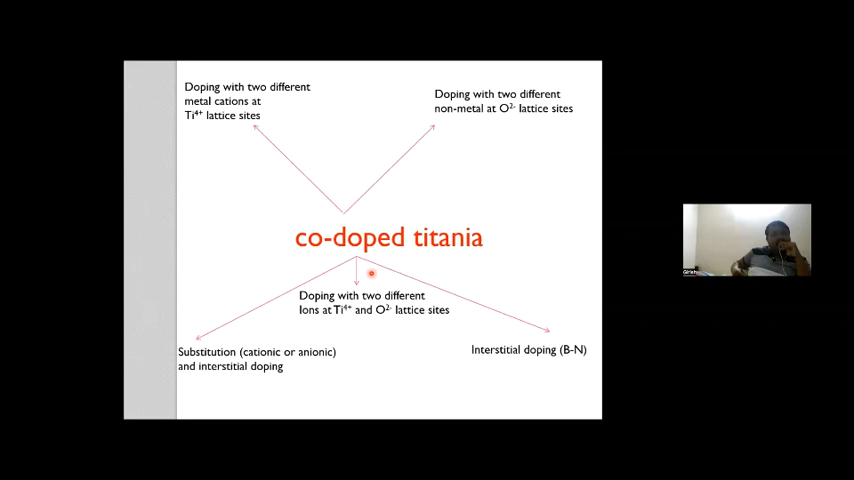 Doping with two different
metal cations at
Ti⁴⁺ lattice sites
Doping with two different
non-metal at O²⁻ lattice sites
co-doped titania
Doping with two different
Ions at Ti⁴⁺ and O²⁻ lattice sites
Substitution (cationic or anionic)
and interstitial doping
Interstitial doping (B-N)